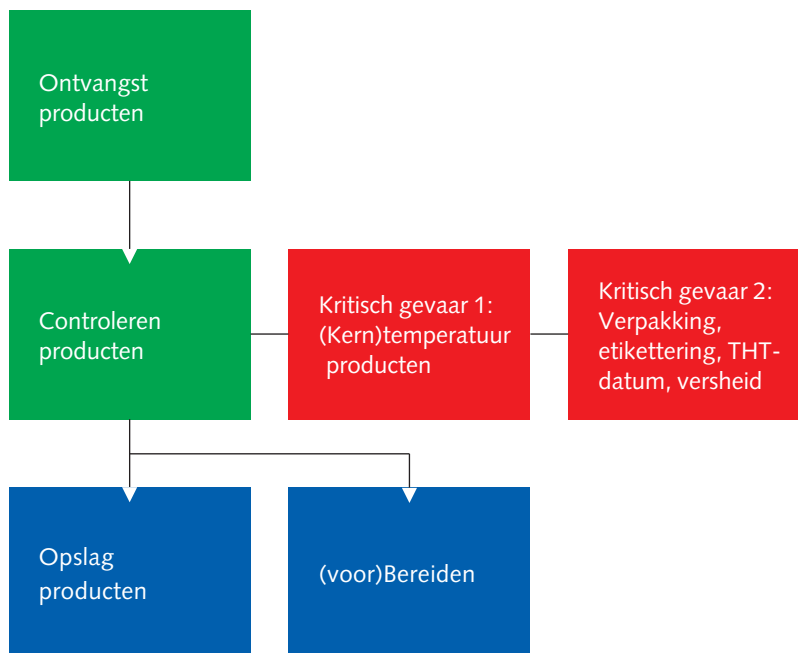 Ontvangst
producten
Controleren
producten
Kritisch gevaar 1:
(Kern)temperatuur
producten
Kritisch gevaar 2:
Verpakking,
etikettering, THT-
datum, versheid
Opslag
producten
(voor)Bereiden